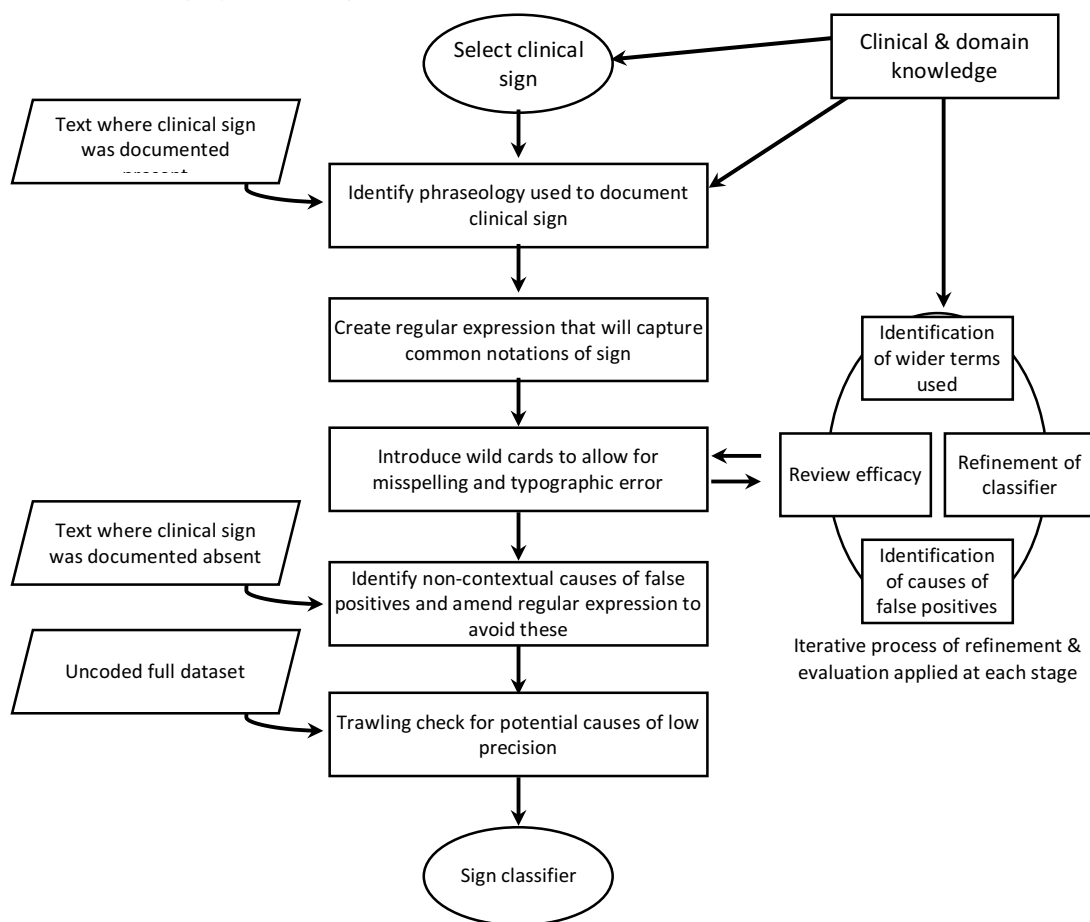 Select clinical
sign
Clinical & domain
knowledge
Text where clinical sign
was documented
Identify phraseology used to document
clinical sign
Create regular expression that will capture
common notations of sign
Identification
of wider terms
used
Introduce wild cards to allow for
misspelling and typographic error
Review efficacy
Refinement of
classifier
Text where clinical sign
was documented absent
Identification
of causes of
false positives
Identify non-contextual causes of false
positives and amend regular expression to
avoid these
Iterative process of refinement &
evaluation applied at each stage
Uncoded full dataset
Trawling check for potential causes of low
precision
Sign classifier